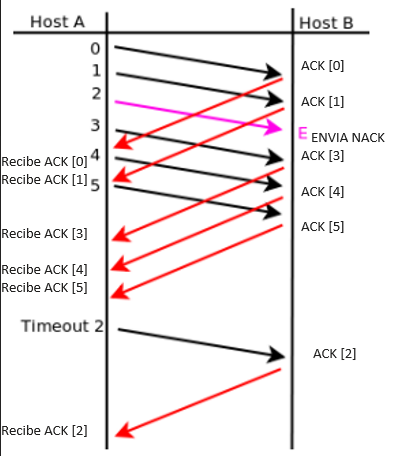 Host A
Host B
0
ACK [0]
1
2
ACK [1]
3
E ENVIA NACK
Recibe ACK [0]
4
ACK [3]
Recibe ACK [1]
5
ACK [4]
Recibe ACK [3]
ACK [5]
Recibe ACK [4]
Recibe ACK [5]
Timeout 2
ACK [2]
Recibe ACK [2]